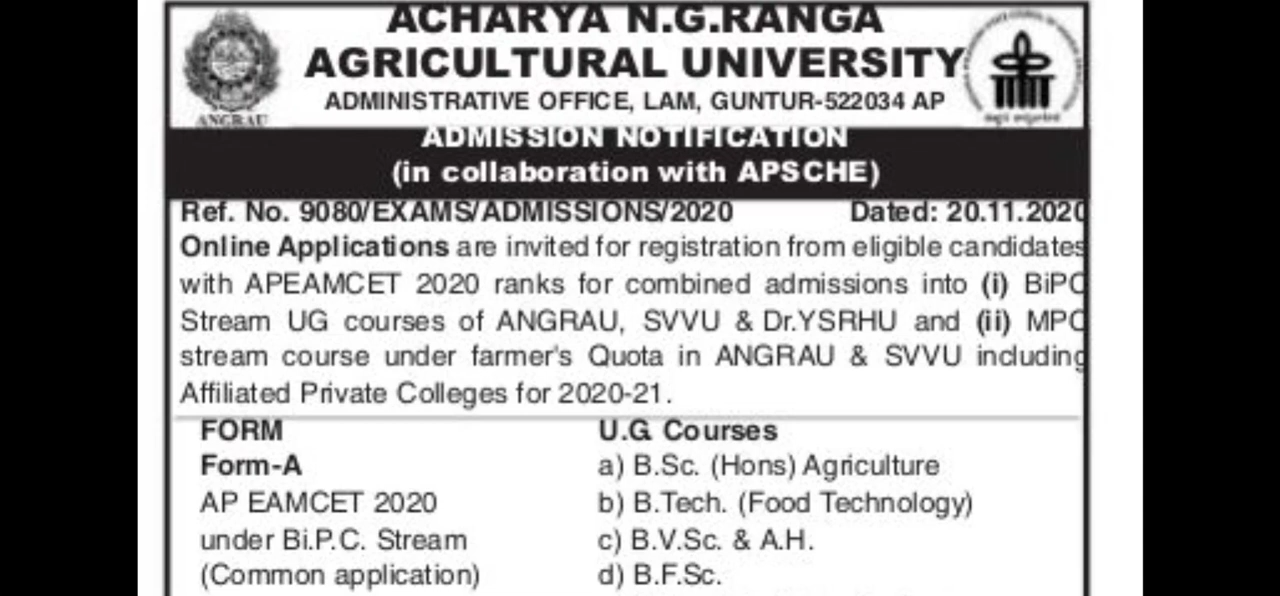 ACHARYA N.G.RANGA
AGRICULTURAL UNIVERSITY
ADMINISTRATIVE OFFICE, LAM, GUNTUR-522034 AP
ANGRAU
ADMISSION NOTIFICATION
(in collaboration with APSCHE)
Ref. No. 9080/EXAMS/ADMISSIONS/2020 Dated: 20.11.2020
Online Applications are invited for registration from eligible candidates
with APEAMCET 2020 ranks for combined admissions into (i) BiPC
Stream UG courses of ANGRAU, SVVU & Dr.YSRHU and (ii) MPC
stream course under farmer's Quota in ANGRAU & SVVU including
Affiliated Private Colleges for 2020-21.
FORM U.G. Courses
Form-A a) B.Sc. (Hons) Agriculture
AP EAMCET 2020 b) B.Tech. (Food Technology)
under Bi.P.C. Stream c) B.V.Sc. & A.H.
(Common application) d) B.F.Sc.